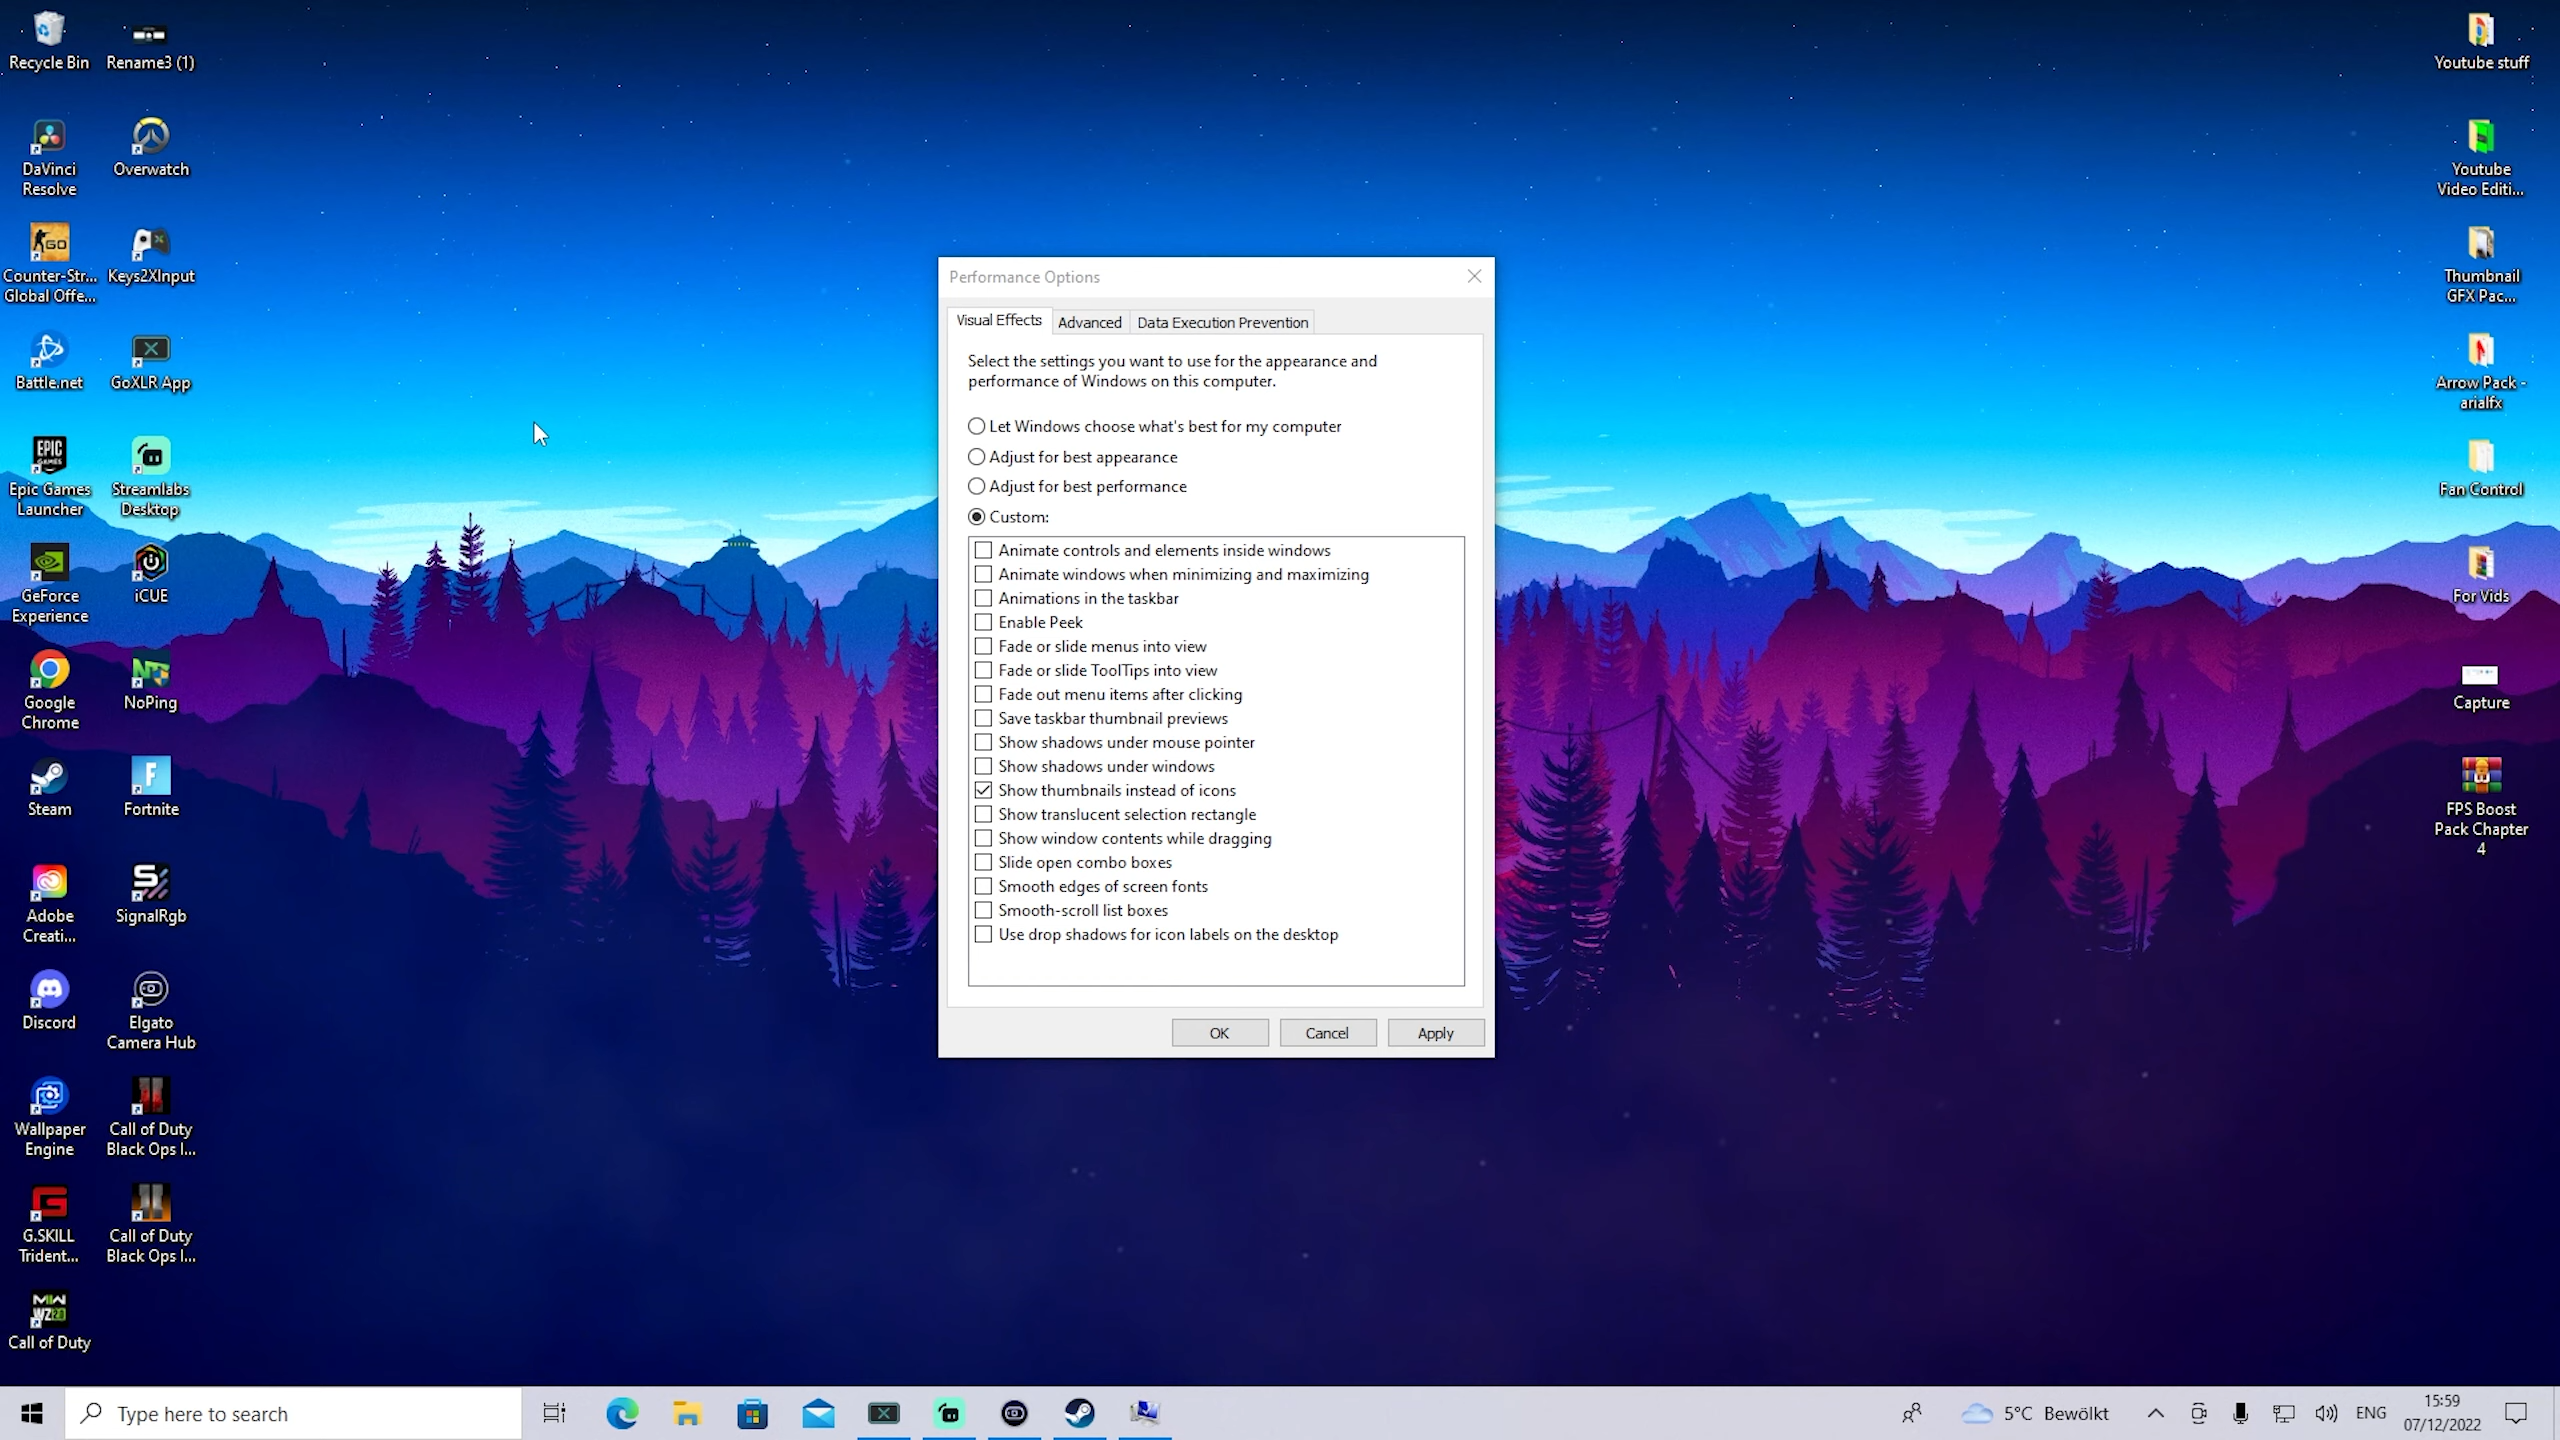 Recycle Bin
Rename3 (1)
DaVinci
Resolve
Overwatch
Counter-Str...
Global Offe...
Keys2XInput
Battle.net
GoXLR App
Epic Games
Launcher
Streamlabs
Desktop
GeForce
Experience
iCUE
Google
Chrome
NoPing
Steam
Fortnite
Adobe
Creati...
SignalRgb
Discord
Elgato
Camera Hub
Wallpaper
Engine
Call of Duty
Black Ops I...
G.SKILL
Trident...
Call of Duty
Black Ops I...
Call of Duty
Performance Options
Visual Effects
Advanced
Data Execution Prevention
Select the settings you want to use for the appearance and
performance of Windows on this computer.
Let Windows choose what's best for my computer
Adjust for best appearance
Adjust for best performance
Custom:
Animate controls and elements inside windows
Animate windows when minimizing and maximizing
Animations in the taskbar
Enable Peek
Fade or slide menus into view
Fade or slide ToolTips into view
Fade out menu items after clicking
Save taskbar thumbnail previews
Show shadows under mouse pointer
Show shadows under windows
Show thumbnails instead of icons
Show translucent selection rectangle
Show window contents while dragging
Slide open combo boxes
Smooth edges of screen fonts
Smooth-scroll list boxes
Use drop shadows for icon labels on the desktop
OK
Cancel
Apply
Youtube stuff
Youtube
Video Editi...
Thumbnail
GFX Pac...
Arrow Pack -
arialfx
Fan Control
For Vids
Capture
FPS Boost
Pack Chapter
4
Type here to search
5°C Bewölkt
ENG
15:59
07/12/2022